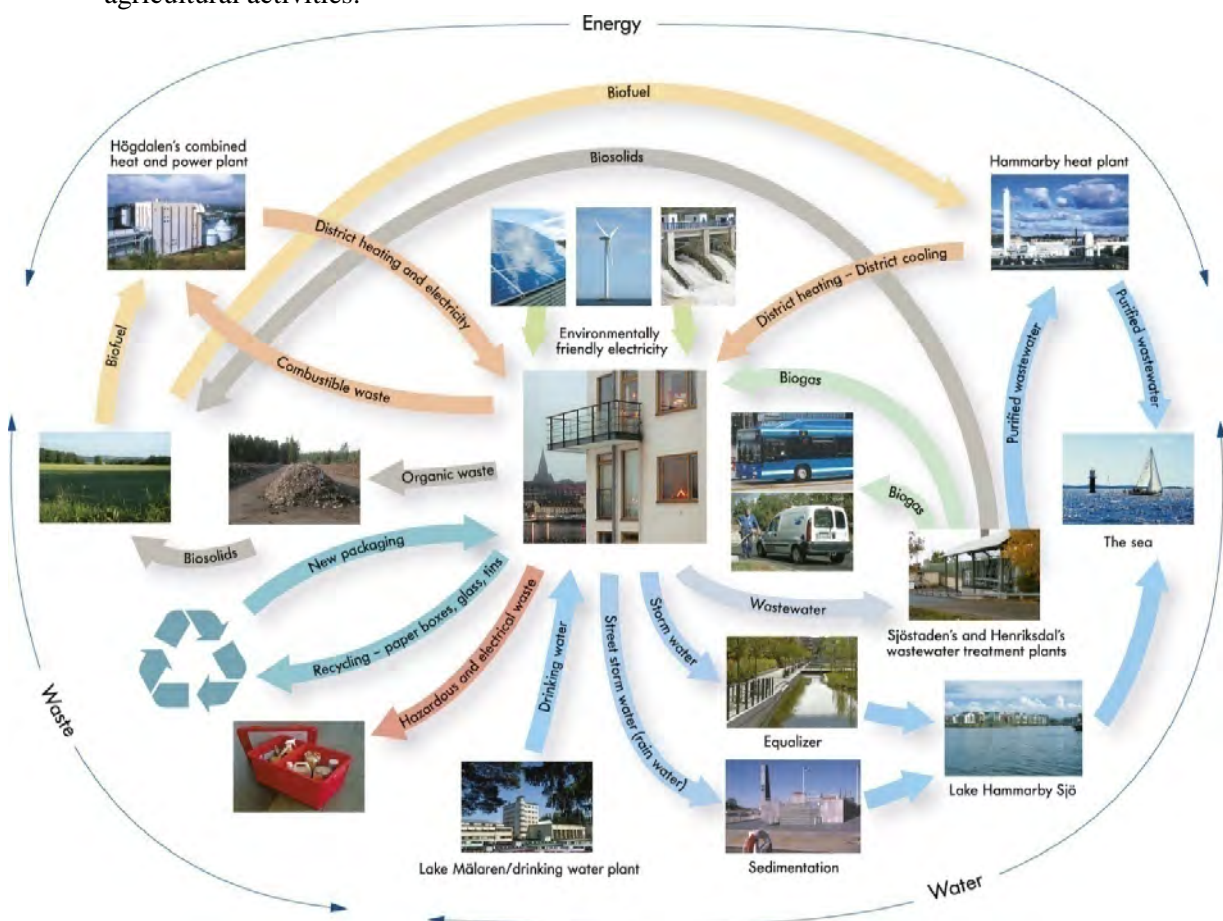 agricultural activities.
Energy
Biofuel
Högdalen's combined
heat and power plant
Biosolids
Hammarby heat plant
District heating and electricity
District heating – District cooling
Environmentally
friendly electricity
Biofuel
Combustible waste
Biogas
Purified wastewater
Purified wastewater
Organic waste
Biogas
The sea
Biosolids
New packaging
Recycling – paper boxes, glass, tins
Hazardous and electrical waste
Drinking water
Street storm water (rain water)
Storm water
Wastewater
Sjöstaden's and Henriksdal's
wastewater treatment plants
Waste
Equalizer
Lake Hammarby Sjö
Lake Mälaren/drinking water plant
Sedimentation
Water